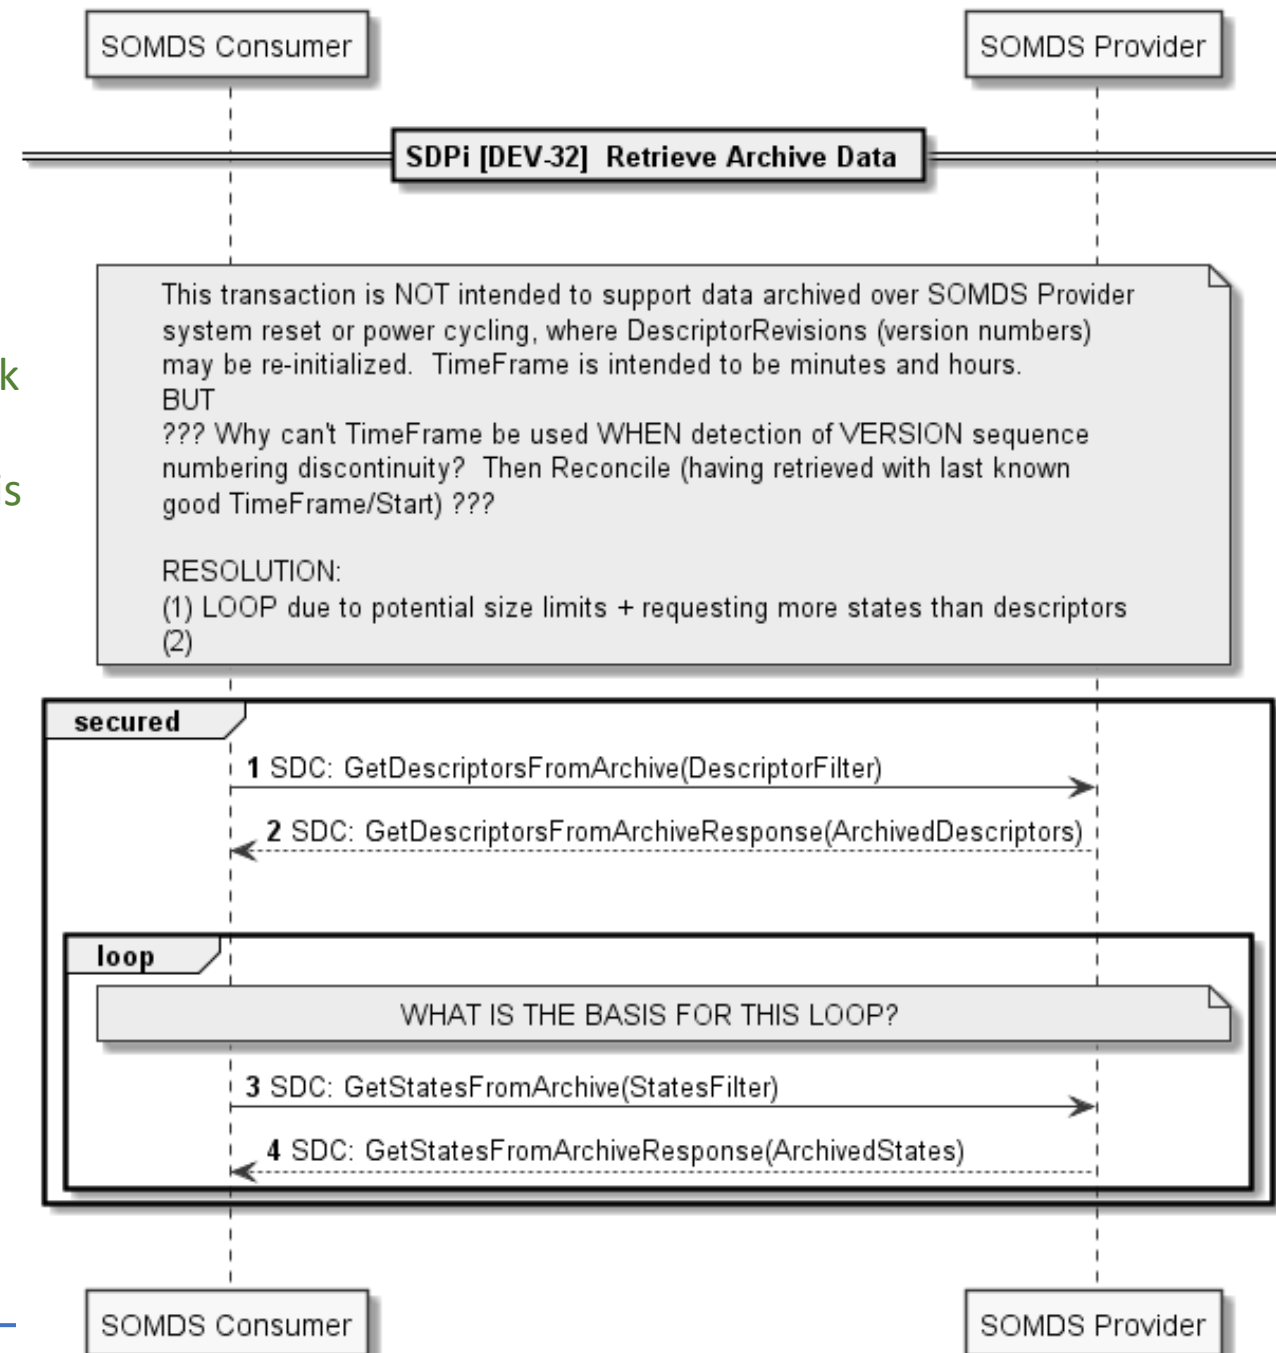 SOMDS Consumer
SOMDS Provider
SDPi [DEV-32]  Retrieve Archive Data
This transaction is NOT intended to support data archived over SOMDS Provider
system reset or power cycling, where DescriptorRevisions (version numbers)
may be re-initialized.  TimeFrame is intended to be minutes and hours.
BUT
??? Why can't TimeFrame be used WHEN detection of VERSION sequence
numbering discontinuity?  Then Reconcile (having retrieved with last known
good TimeFrame/Start) ???
RESOLUTION:
(1) LOOP due to potential size limits + requesting more states than descriptors
(2)
k
is
secured
1 SDC: GetDescriptorsFromArchive(DescriptorFilter)
2 SDC: GetDescriptorsFromArchiveResponse(ArchivedDescriptors)
loop
WHAT IS THE BASIS FOR THIS LOOP?
3 SDC: GetStatesFromArchive(StatesFilter)
4 SDC: GetStatesFromArchiveResponse(ArchivedStates)
SOMDS Consumer
SOMDS Provider